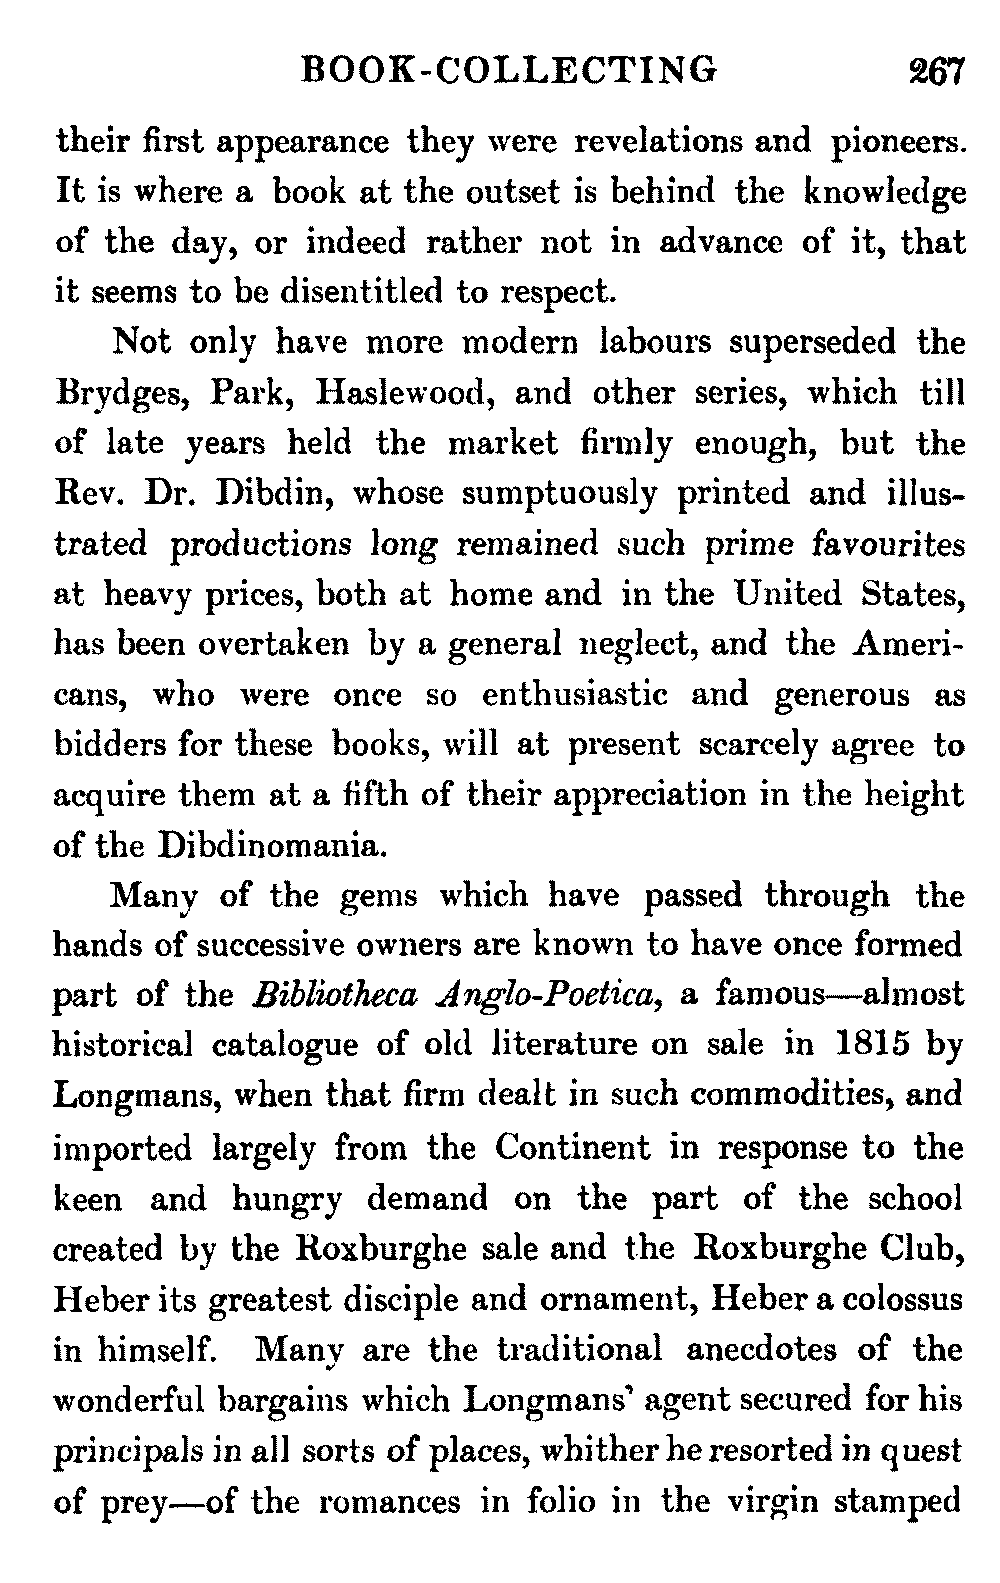 BOOK-COLLECTING 267
their first appearance they were revelations and pioneers.
It is where a book at the outset is behind the knowledge
of the day, or indeed rather not in advance of it, that
it seems to be disentitled to respect.
Not only have more modern labours superseded the
Brydges, Park, Haslewood, and other series, which till
of late years held the market firmly enough, but the
Rev. Dr. Dibdin, whose sumptuously printed and illus-
trated productions long remained such prime favourites
at heavy prices, both at home and in the United States,
has been overtaken by a general neglect, and the Ameri-
cans, who were once so enthusiastic and generous as
bidders for these books, will at present scarcely agree to
acquire them at a fifth of their appreciation in the height
of the Dibdinomania.
Many of the gems which have passed through the
hands of successive owners are known to have once formed
part of the Bibliotheca Anglo-Poetica, a famous—almost
historical catalogue of old literature on sale in 1815 by
Longmans, when that firm dealt in such commodities, and
imported largely from the Continent in response to the
keen and hungry demand on the part of the school
created by the Roxburghe sale and the Roxburghe Club,
Heber its greatest disciple and ornament, Heber a colossus
in himself. Many are the traditional anecdotes of the
wonderful bargains which Longmans' agent secured for his
principals in all sorts of places, whither he resorted in quest
of prey—of the romances in folio in the virgin stamped